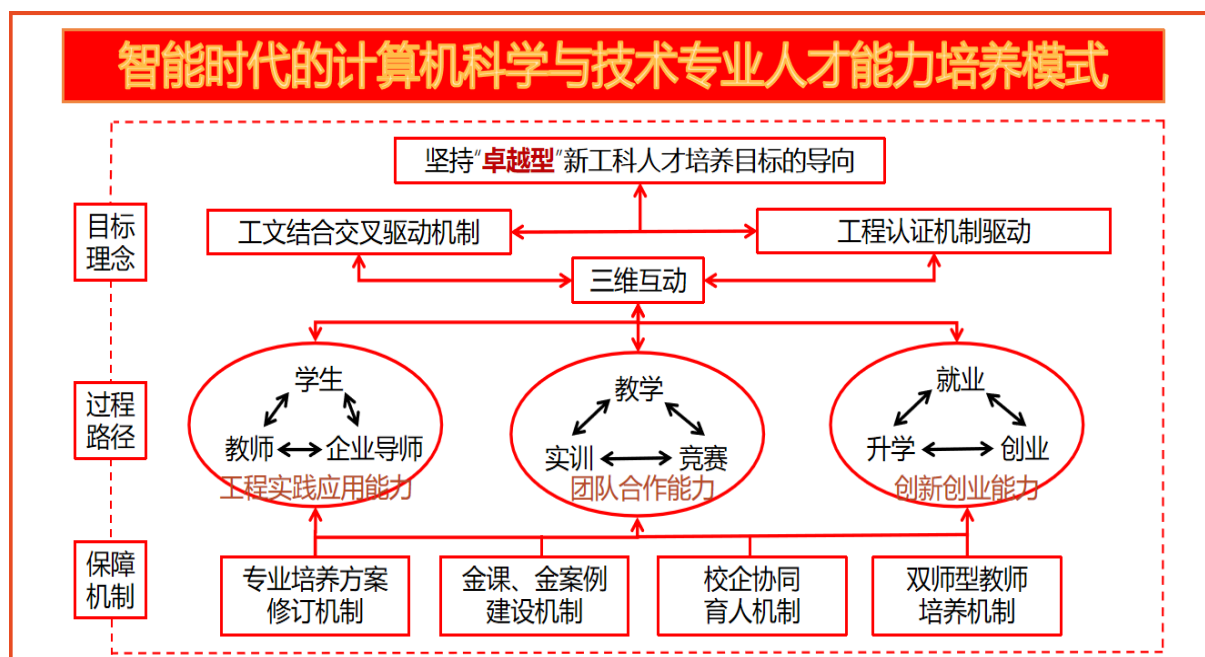 智能时代的计算机科学与技术专业人才能力培养模式
坚持“卓越型”新工科人才培养目标的导向
目标
理念
工文结合交叉驱动机制
工程认证机制驱动
三维互动
过程
路径
学生
教师
企业导师
工程实践应用能力
教学
实训
竞赛
团队合作能力
就业
升学
创业
创新创业能力
保障
机制
专业培养方案
修订机制
金课、金案例
建设机制
校企协同
育人机制
双师型教师
培养机制